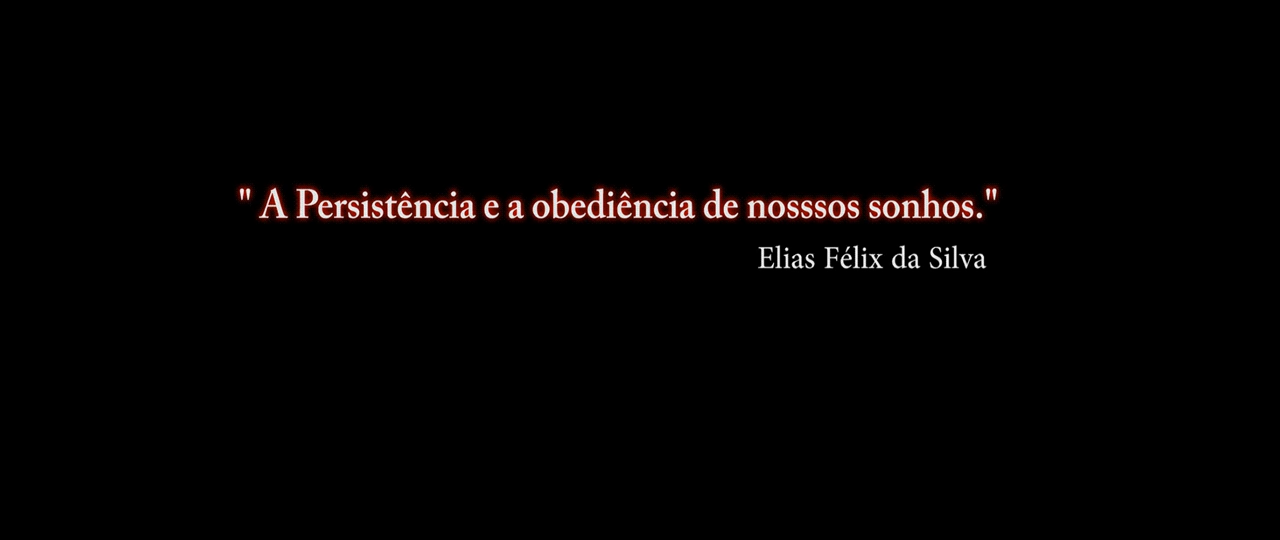 " A Persistência e a obediência de nosssos sonhos."
Elias Félix da Silva